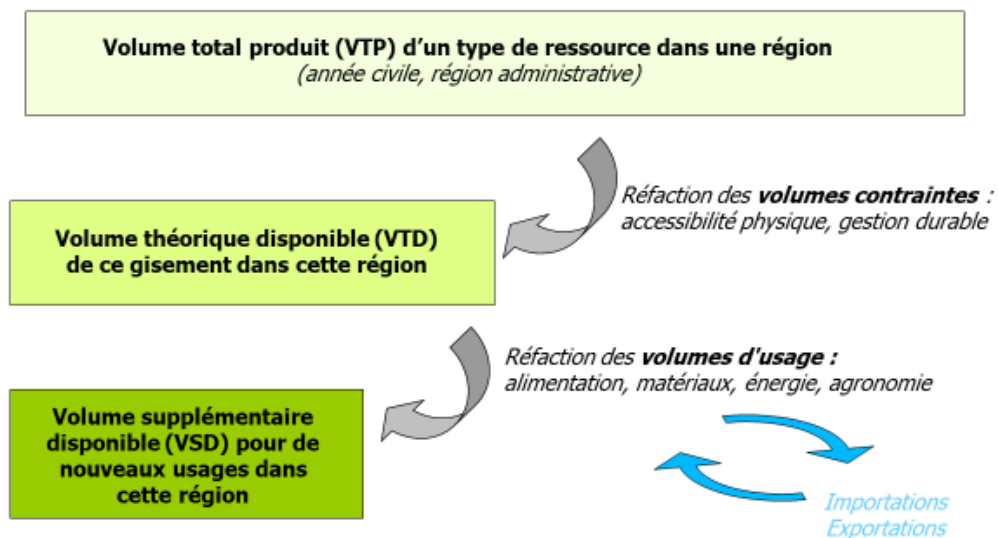 Volume total produit (VTP) d'un type de ressource dans une région
(année civile, région administrative)
Réfaction des volumes contraintes :
accessibilité physique, gestion durable
Volume théorique disponible (VTD)
de ce gisement dans cette région
Réfaction des volumes d'usage :
alimentation, matériaux, énergie, agronomie
Volume supplémentaire
disponible (VSD) pour de
nouveaux usages dans
cette région
Importations
Exportations